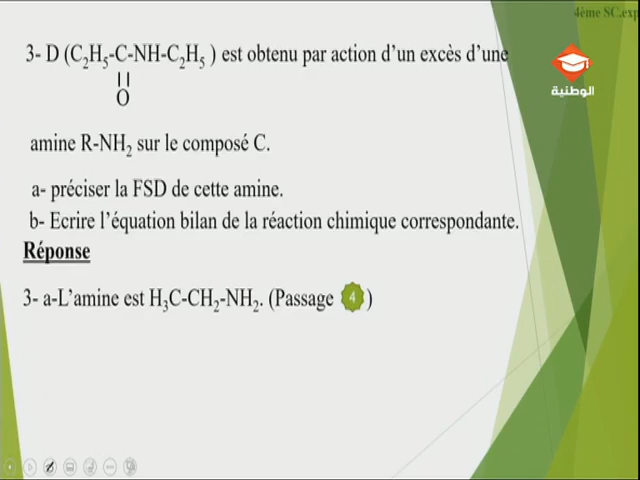 4ème SC.exp
3- D (C₂H₅-C-NH-C₂H₅ ) est obtenu par action d'un excès d'une
| |
O
الوطنية
amine R-NH₂ sur le composé C.
a- préciser la FSD de cette amine.
b- Ecrire l'équation bilan de la réaction chimique correspondante.
Réponse
3- a-L'amine est H₃C-CH₂-NH₂. (Passage 4 )